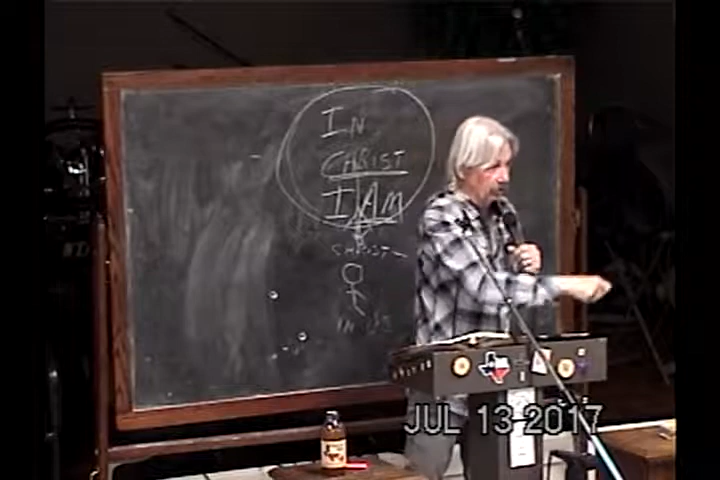 IN
CHRIST
I AM
CHRIST
IN US
JUL 13 2017